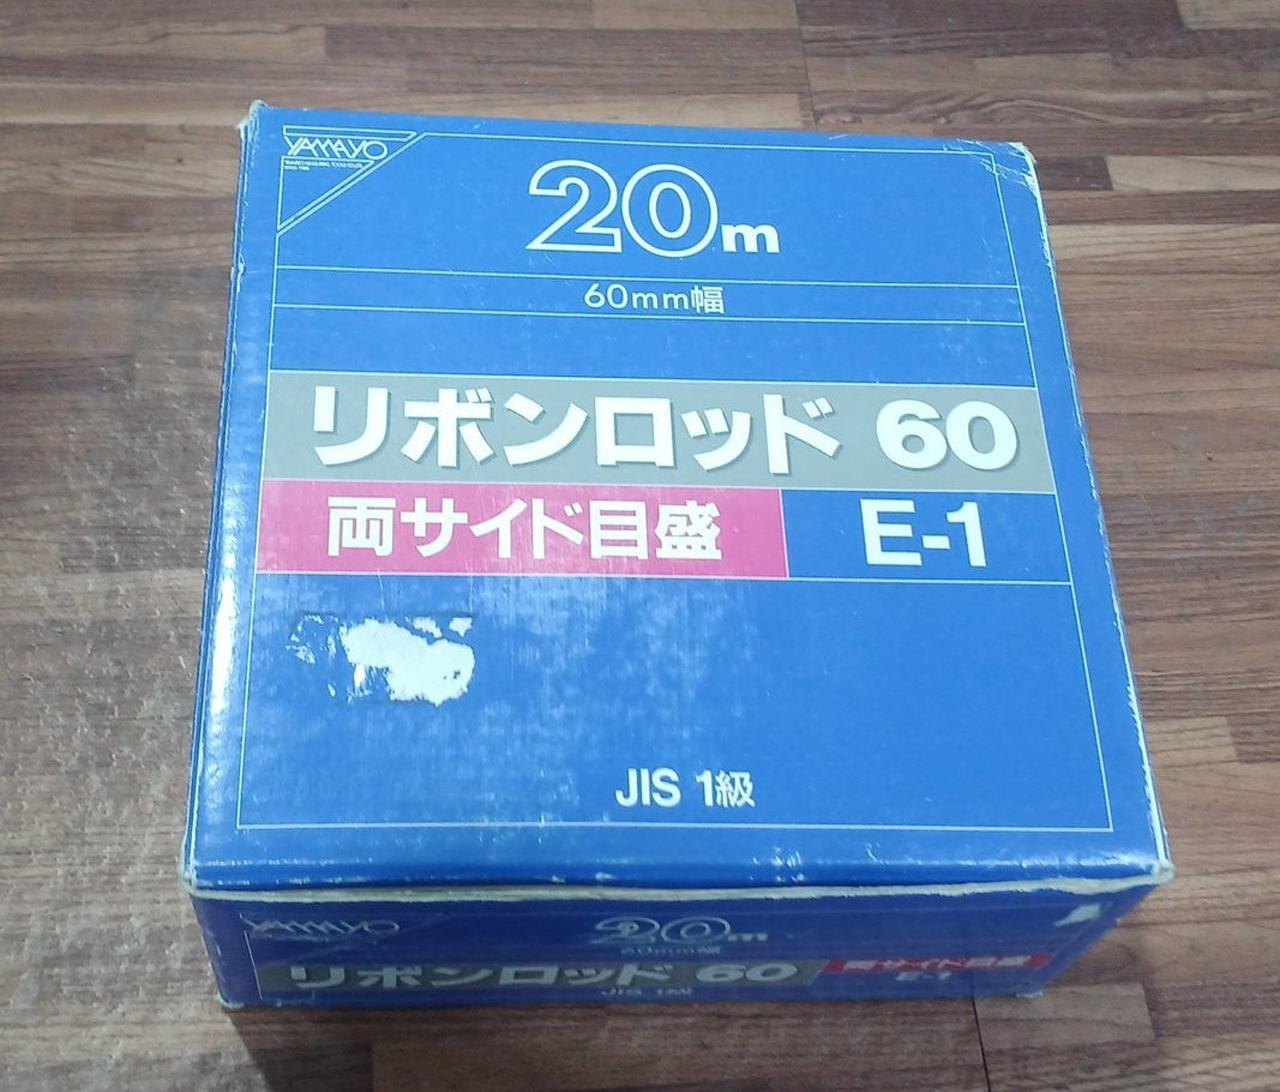 YAMAYO
20m
60mm幅
リボンロッド 60
両サイド目盛 E-1
JIS 1級
YAMAYO
20m
60mm幅
リボンロッド 60 両サイド目盛
E-1
JIS 1級